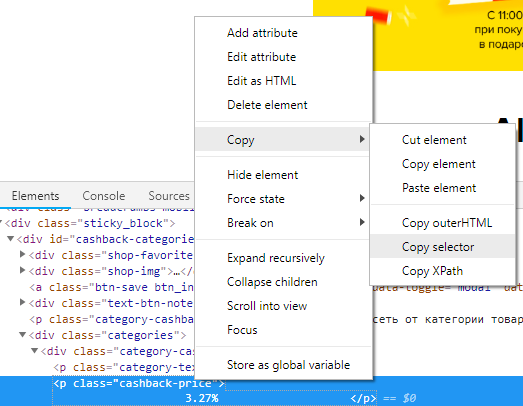 С 11:00
при поку
в подаро
Al
Add attribute
Edit attribute
Edit as HTML
Delete element
Copy
Hide element
Force state
Break on
Expand recursively
Collapse children
Scroll into view
Focus
Store as global variable
Cut element
Copy element
Paste element
Copy outerHTML
Copy selector
Copy XPath
Elements Console Sources
<div class="sticky_block">
<div id="cashback-categorie
<div class="shop-favorite
<div class="shop-img">…</
<a class="btn-save btn_in data-toggle="modal" dat
<div class="text-btn-note
<p class="category-cashba сеть от категории товар
<div class="categories">
<div class="category-cas
<p class="category-tex
<p class="cashback-price">
3.27% </p> == $0